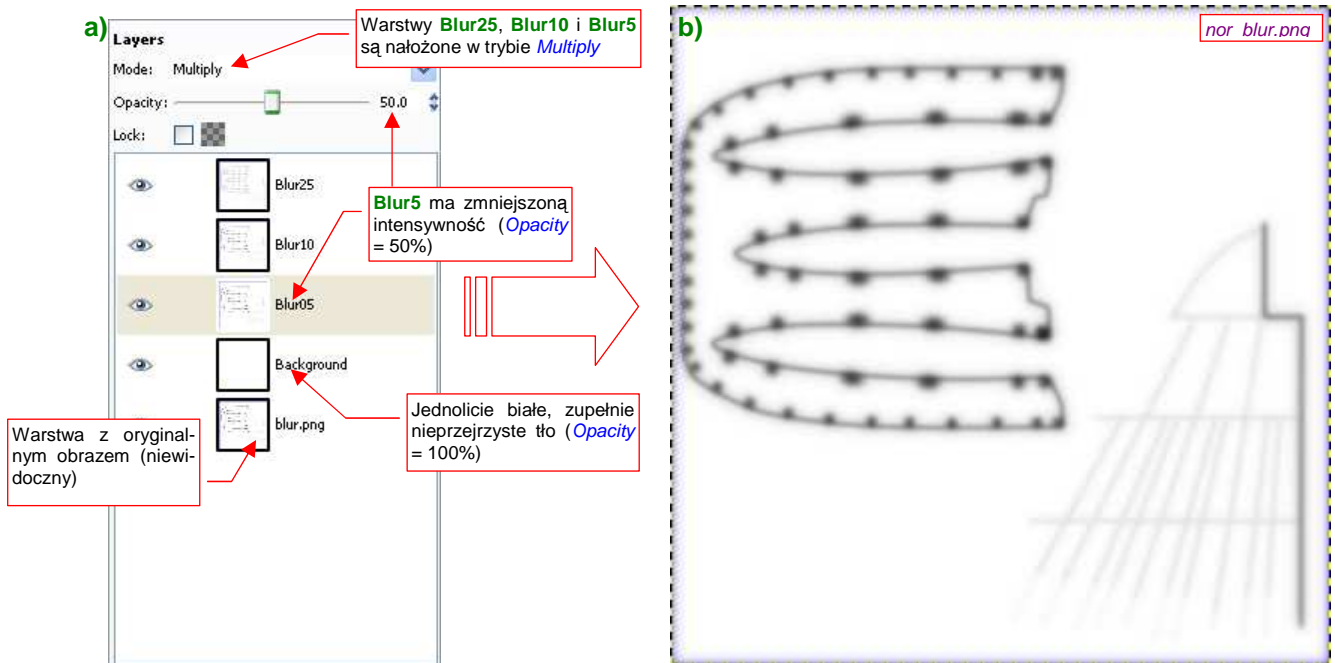 a)
Layers
Warstwy Blur25, Blur10 i Blur5
są nałożone w trybie Multiply
Mode: Multiply
Opacity: 50.0
Lock:
Blur25
Blur5 ma zmniejszoną
intensywność (Opacity
= 50%)
Blur10
Blur05
Background
Jednolicie białe, zupełnie
nieprzejrzyste tło (Opacity
= 100%)
blur.png
Warstwa z oryginal-
nym obrazem (niewi-
doczny)
b)
nor_blur.png